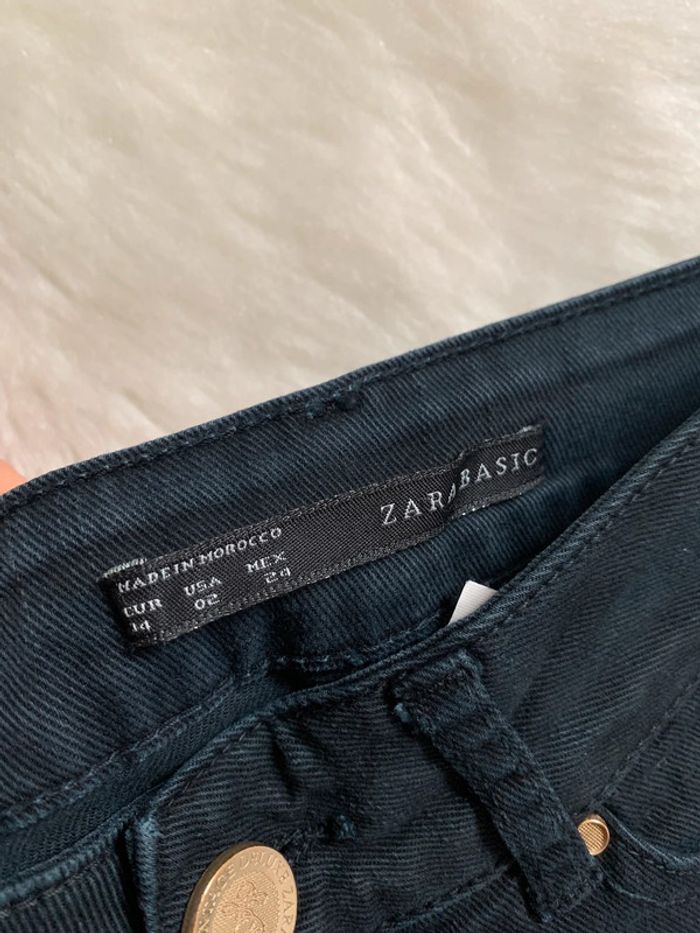 ZARA BASIC
MADE IN MOROCCO
EUR USA MEX
34 02 24